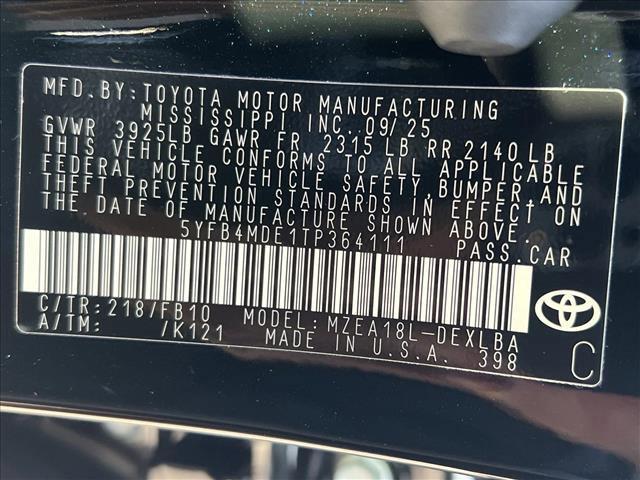 MFD. BY: TOYOTA MOTOR MANUFACTURING
MISSISSIPPI INC. 09/25
GVWR 3925LB GAWR FR 2315 LB RR 2140 LB
THIS VEHICLE CONFORMS TO ALL APPLICABLE
FEDERAL MOTOR VEHICLE SAFETY, BUMPER, AND
THEFT PREVENTION STANDARDS IN EFFECT ON
THE DATE OF MANUFACTURE SHOWN ABOVE.
5YFB4MDE1TP364111 PASS. CAR
C/TR: 218/FB10 MODEL: MZEA18L-DEXLBA
A/TM: /K121 MADE IN U.S.A. 398
C